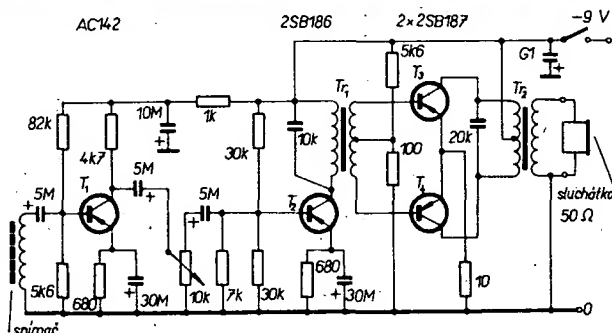 AC142
2SB186
2×2SB187
-9 V
G1
+
5k6
Tr1
T3
Tr2
82k
4k7
10M
+
1k
30k
10k
100
20k
sluchátko
50 Ω
5M
+
T1
5M
+
5M
+
T2
T4
5k6
680
+
30M
10k
7k
30k
680
+
30M
10
0
snímač